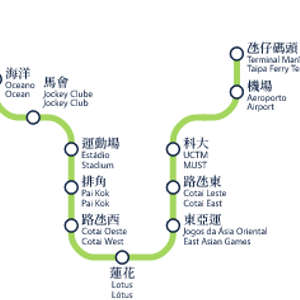 海洋
Oceano
Ocean
馬會
Jockey Clube
Jockey Club
運動場
Estádio
Stadium
排角
Pai Kok
Pai Kok
路氹西
Cotai Oeste
Cotai West
蓮花
Lotus
Lótus
氹仔碼頭
Terminal Marí
Taipa Ferry Te
機場
Aeroporto
Airport
科大
UCTM
MUST
路氹東
Cotai Leste
Cotai East
東亞運
Jogos da Ásia Oriental
East Asian Games